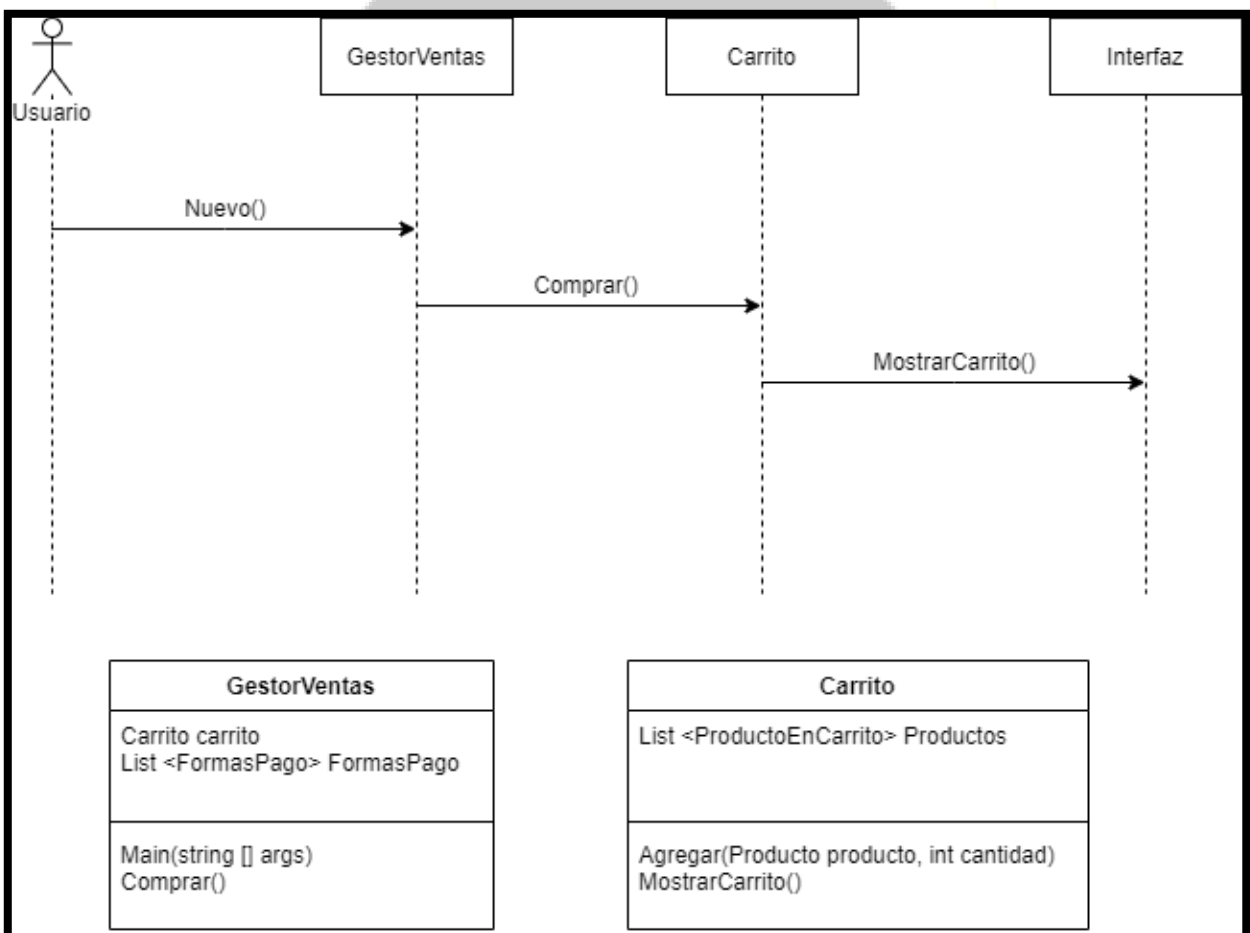 Usuario
GestorVentas
Carrito
Interfaz
Nuevo()
Comprar()
MostrarCarrito()
GestorVentas
Carrito carrito
List <FormasPago> FormasPago
Main(string [] args)
Comprar()
Carrito
List <ProductoEnCarrito> Productos
Agregar(Producto producto, int cantidad)
MostrarCarrito()